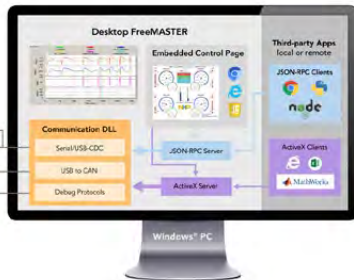 Desktop FreeMASTER
Embedded Control Page
Third-party Apps
local or remote
JSON-RPC Clients
node
Communication DLL
Serial/USB-CDC
USB to CAN
Debug Protocols
JSON-RPC Server
ActiveX Server
ActiveX Clients
MathWorks
Windows® PC